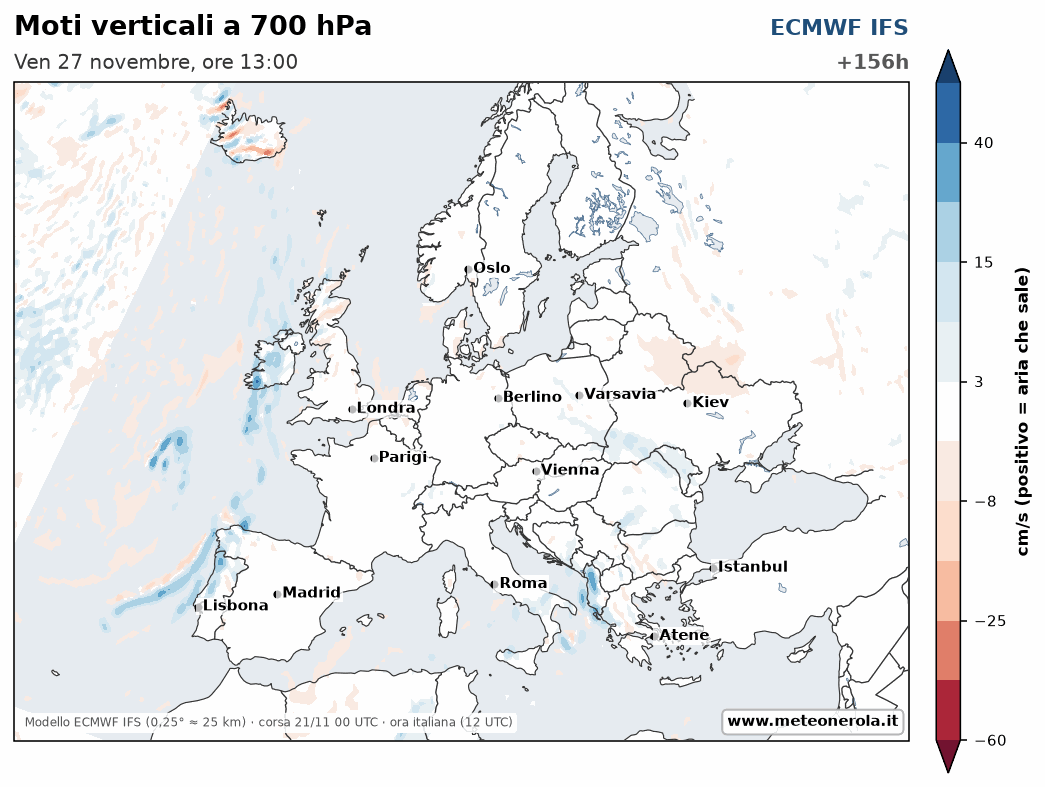 Moti verticali a 700 hPa
ECMWF IFS
Ven 27 novembre, ore 13:00
+156h
40
15
3
−8
−25
−60
cm/s (positivo = aria che sale)
Oslo
Londra
Berlino
Varsavia
Kiev
Parigi
Vienna
Istanbul
Roma
Madrid
Lisbona
Atene
Modello ECMWF IFS (0,25° ≈ 25 km) · corsa 21/11 00 UTC · ora italiana (12 UTC)
www.meteonerola.it